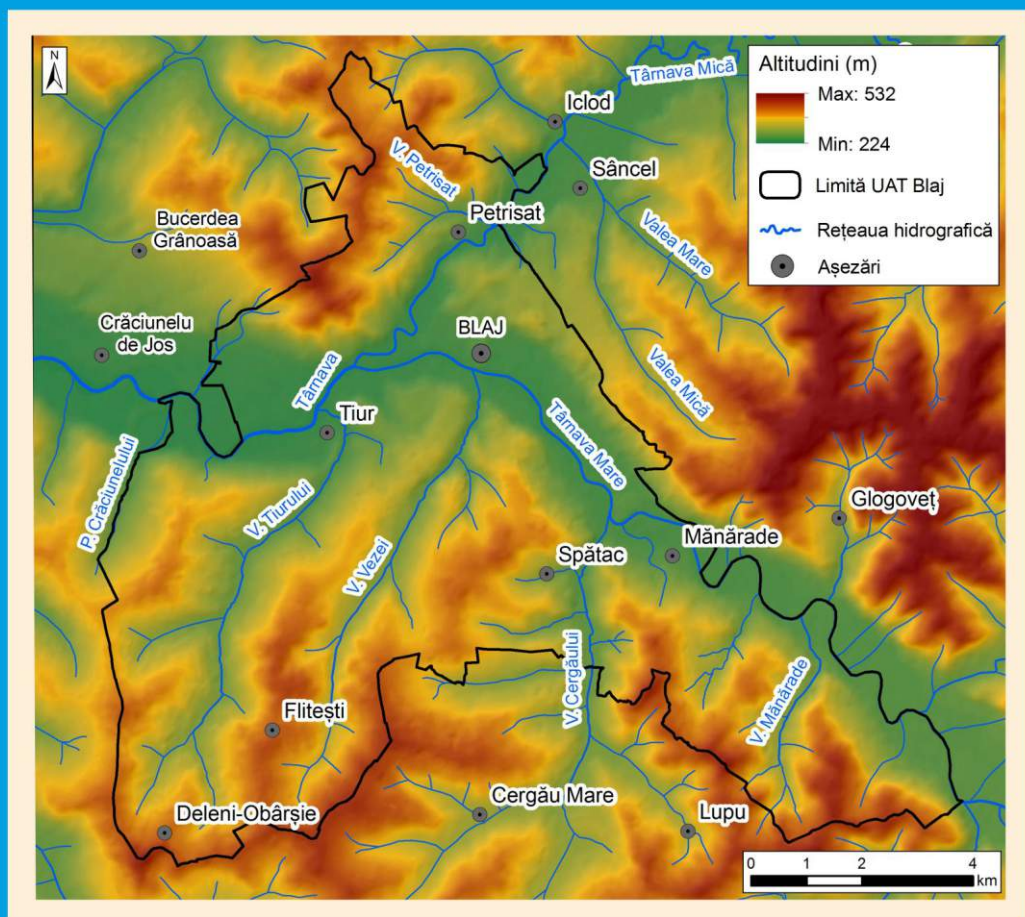 N
Altitudini (m)
Max: 532
Min: 224
Limită UAT Blaj
Rețeaua hidrografică
Așezări
Târnava Mică
Iclod
Sâncel
V. Petrisat
Petrisat
Valea Mare
Bucerdea
Grânoasă
Crăciunelu
de Jos
BLAJ
Târnava
Valea Mică
Tiur
Târnava Mare
P. Crăciunelului
V. Tiurului
V. Vezei
Glogoveț
Mănărade
Spătac
V. Cergăului
V. Mănărade
Flitești
Deleni-Obârșie
Cergău Mare
Lupu
0 1 2 4
km